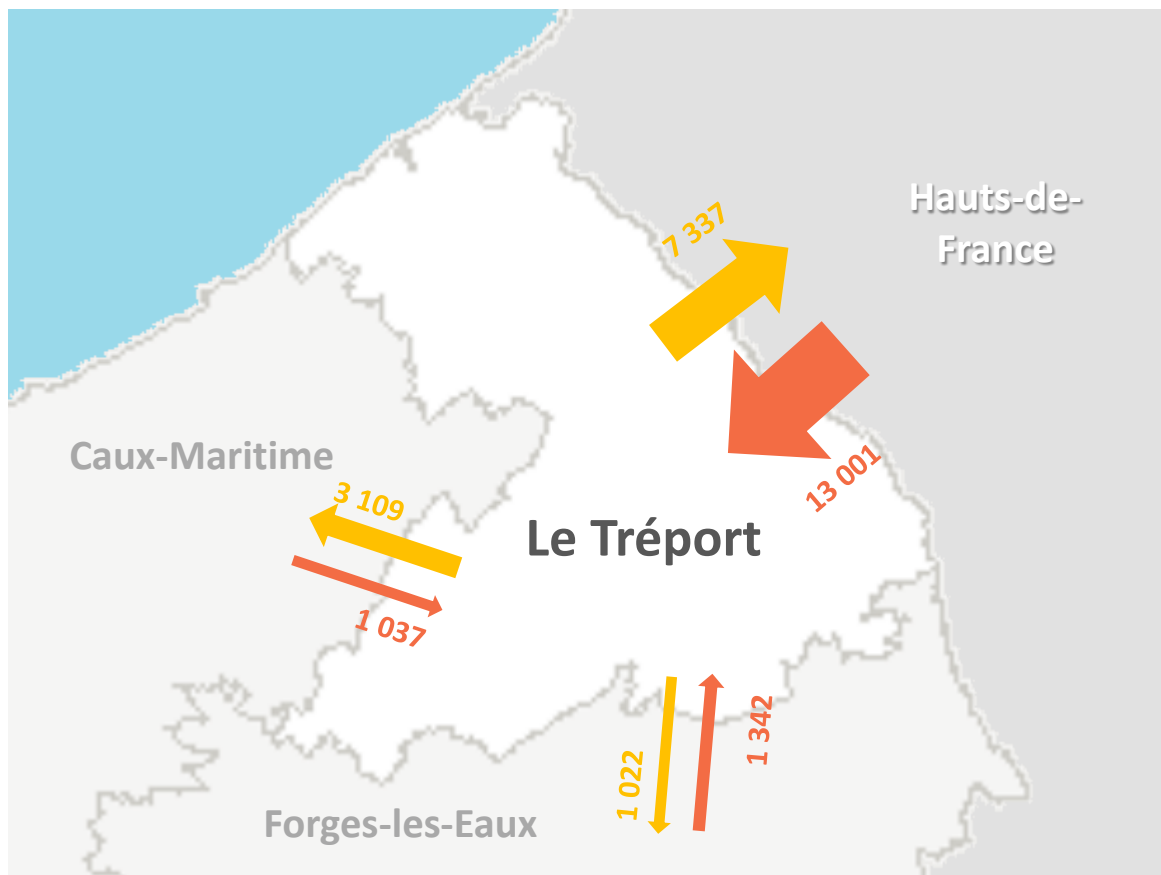 Hauts-de-
France
7 337
13 001
Caux-Maritime
3 109
1 037
Le Tréport
1 022
1 342
Forges-les-Eaux